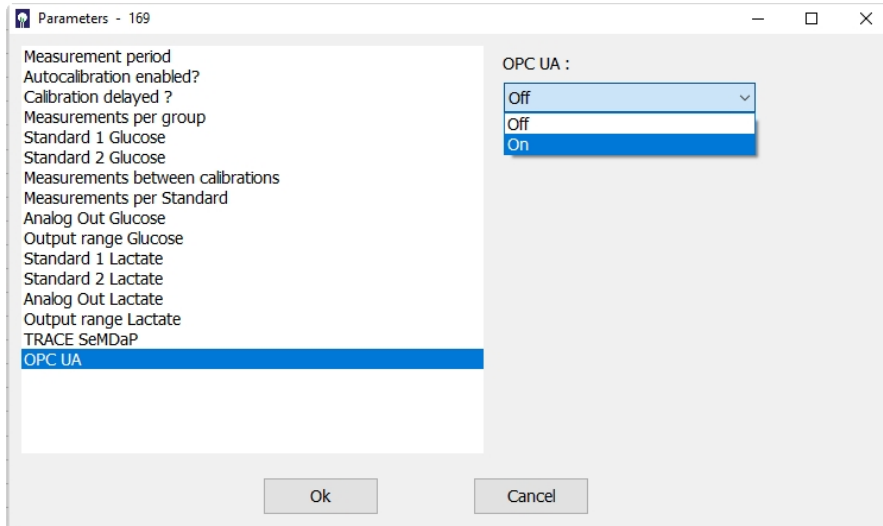 Parameters - 169
Measurement period
Autocalibration enabled?
Calibration delayed ?
Measurements per group
Standard 1 Glucose
Standard 2 Glucose
Measurements between calibrations
Measurements per Standard
Analog Out Glucose
Output range Glucose
Standard 1 Lactate
Standard 2 Lactate
Analog Out Lactate
Output range Lactate
TRACE SeMDaP
OPC UA
OPC UA :
Off
Off
On
Ok
Cancel